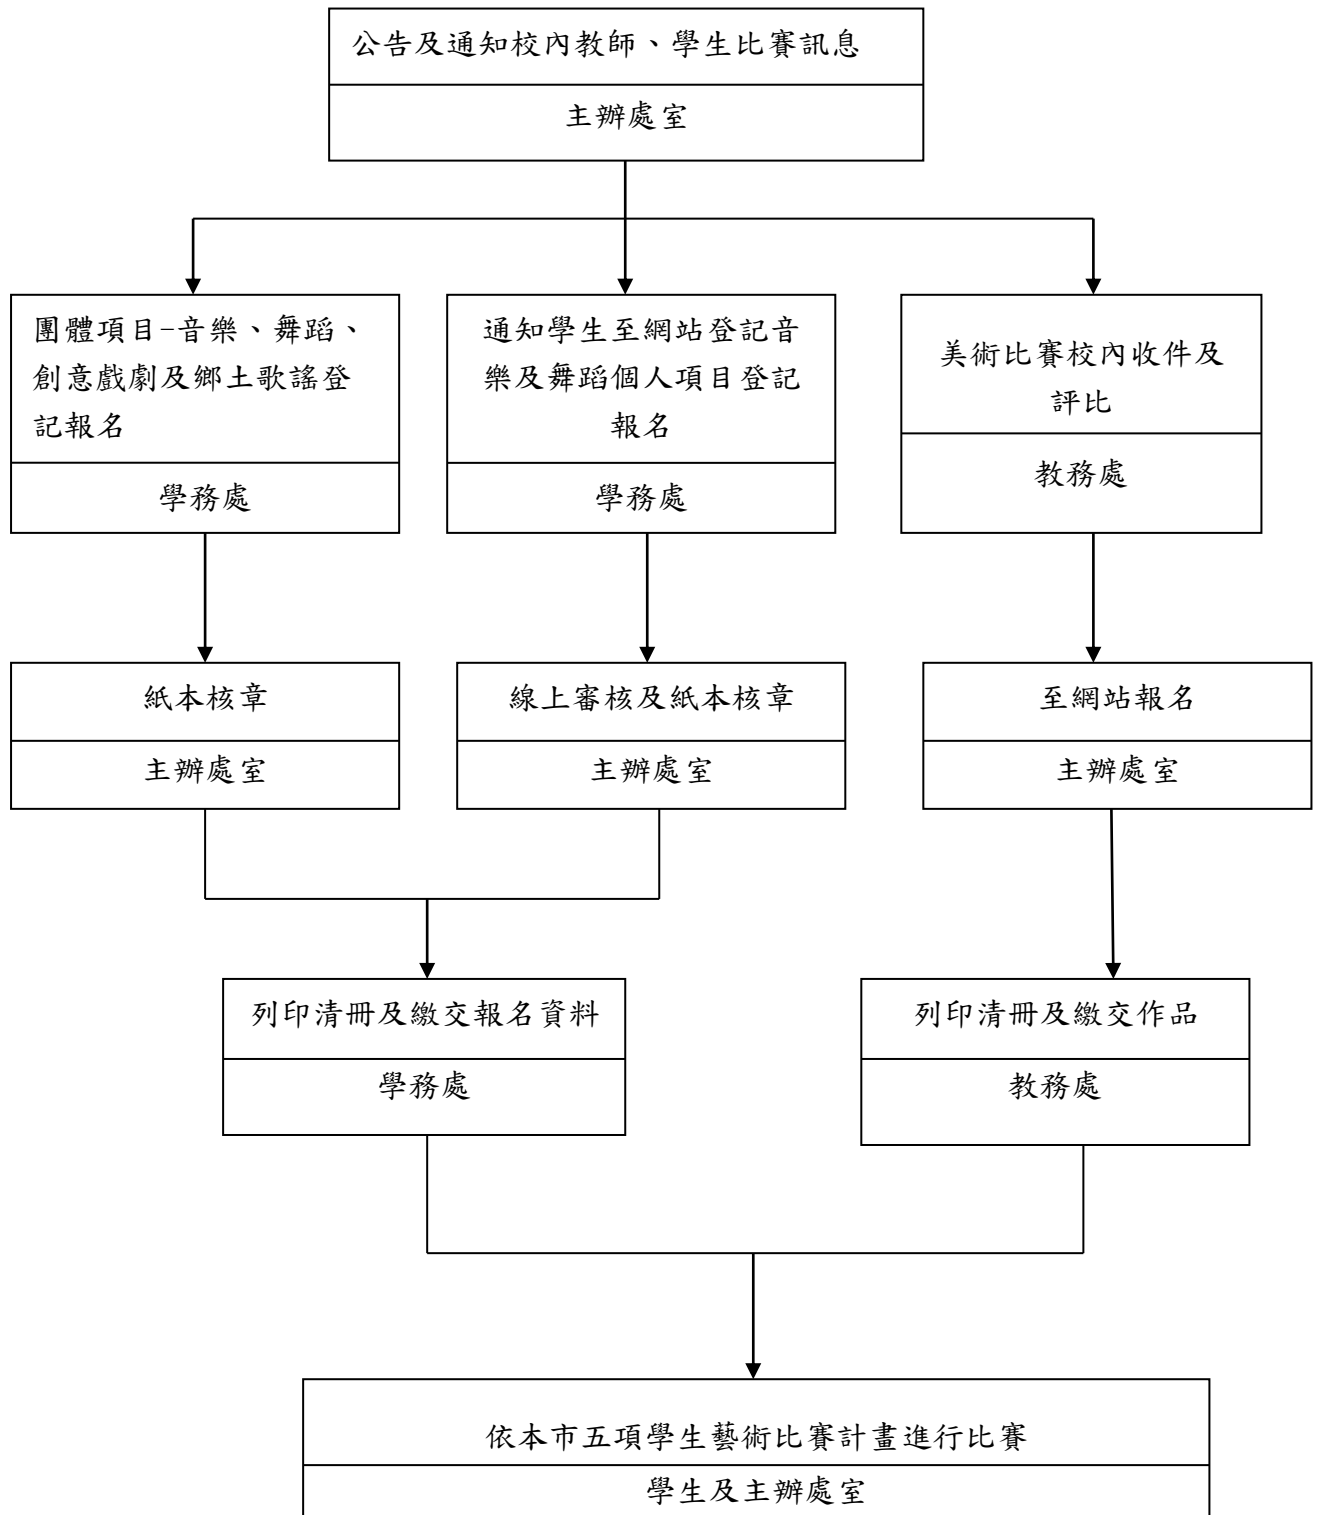 公告及通知校內教師、學生比賽訊息
主辦處室
團體項目-音樂、舞蹈、
創意戲劇及鄉土歌謠登
記報名
學務處
通知學生至網站登記音
樂及舞蹈個人項目登記
報名
學務處
美術比賽校內收件及
評比
教務處
紙本核章
主辦處室
線上審核及紙本核章
主辦處室
至網站報名
主辦處室
列印清冊及繳交報名資料
學務處
列印清冊及繳交作品
教務處
依本市五項學生藝術比賽計畫進行比賽
學生及主辦處室